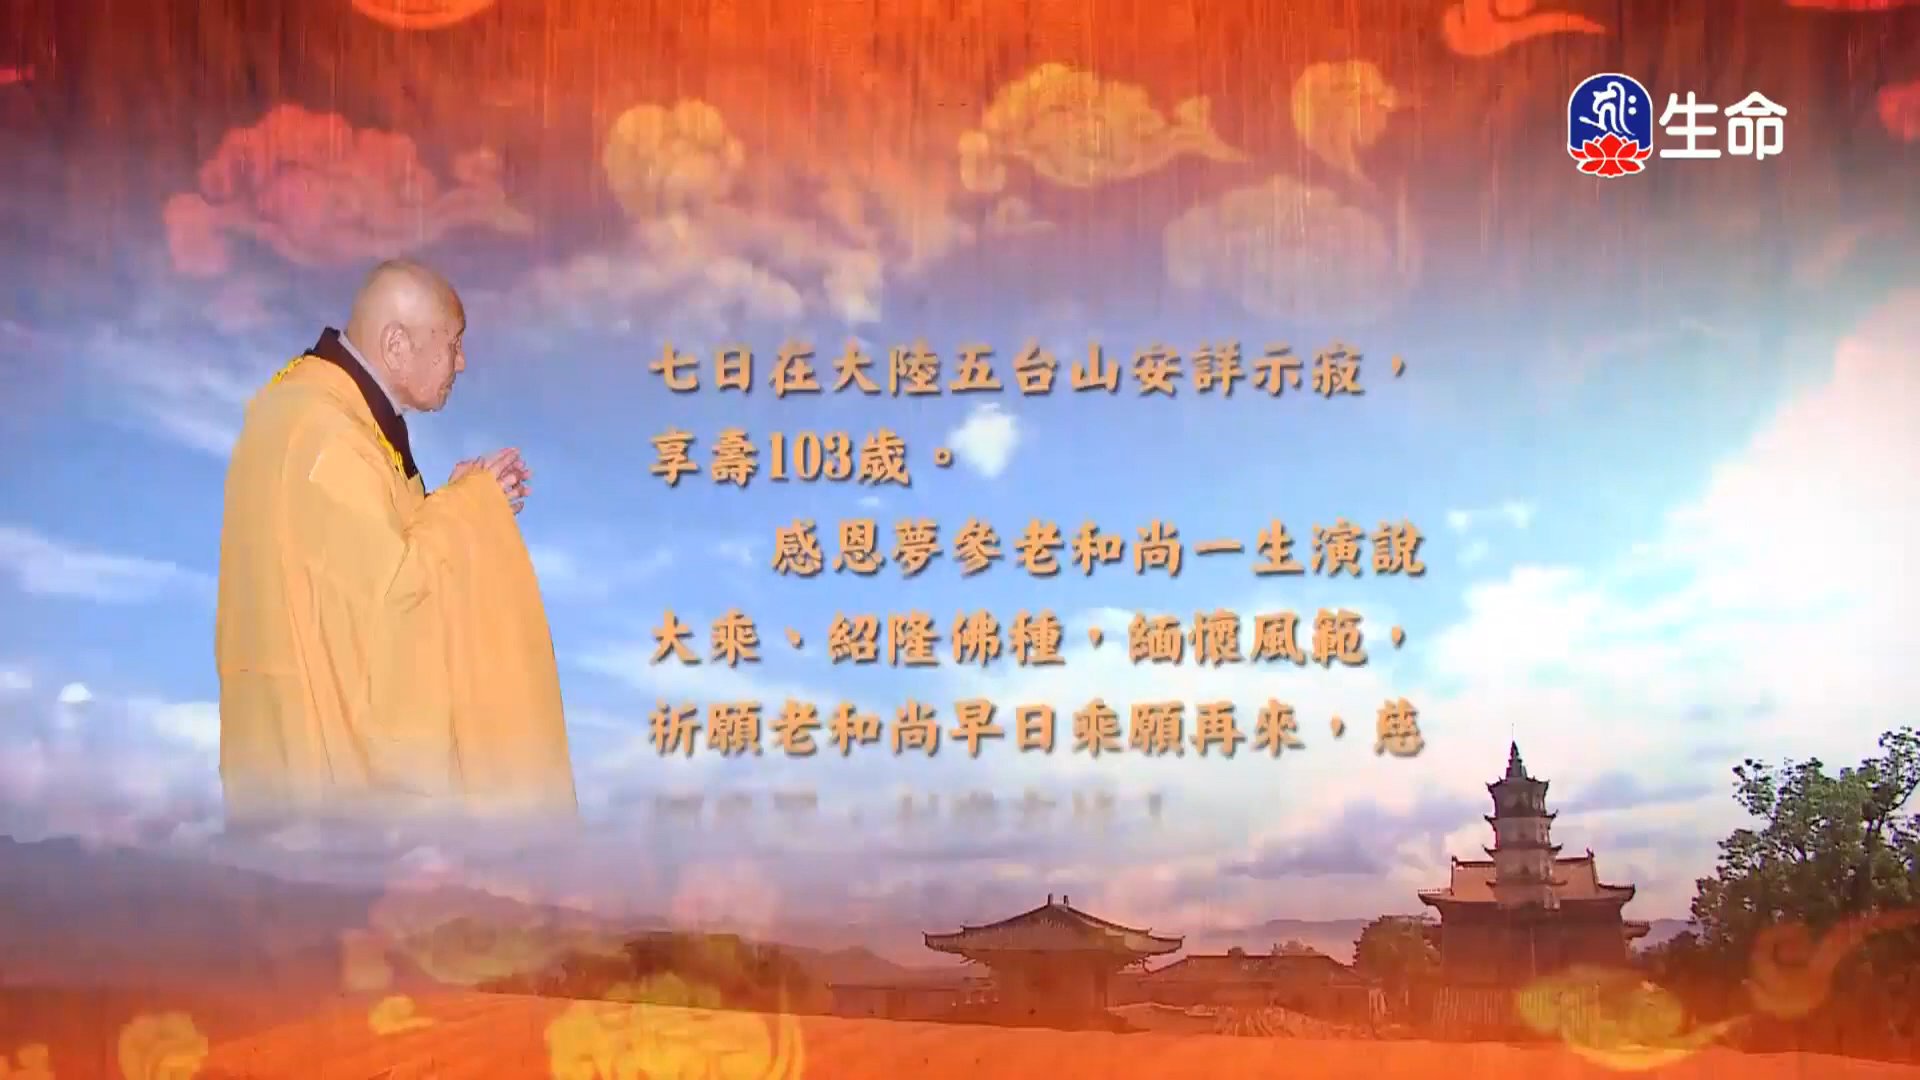 生命
七日在大陸五台山安詳示寂，
享壽103歲。
感恩夢參老和尚一生演說
大乘、紹隆佛種，緬懷風範，
祈願老和尚早日乘願再來，慈